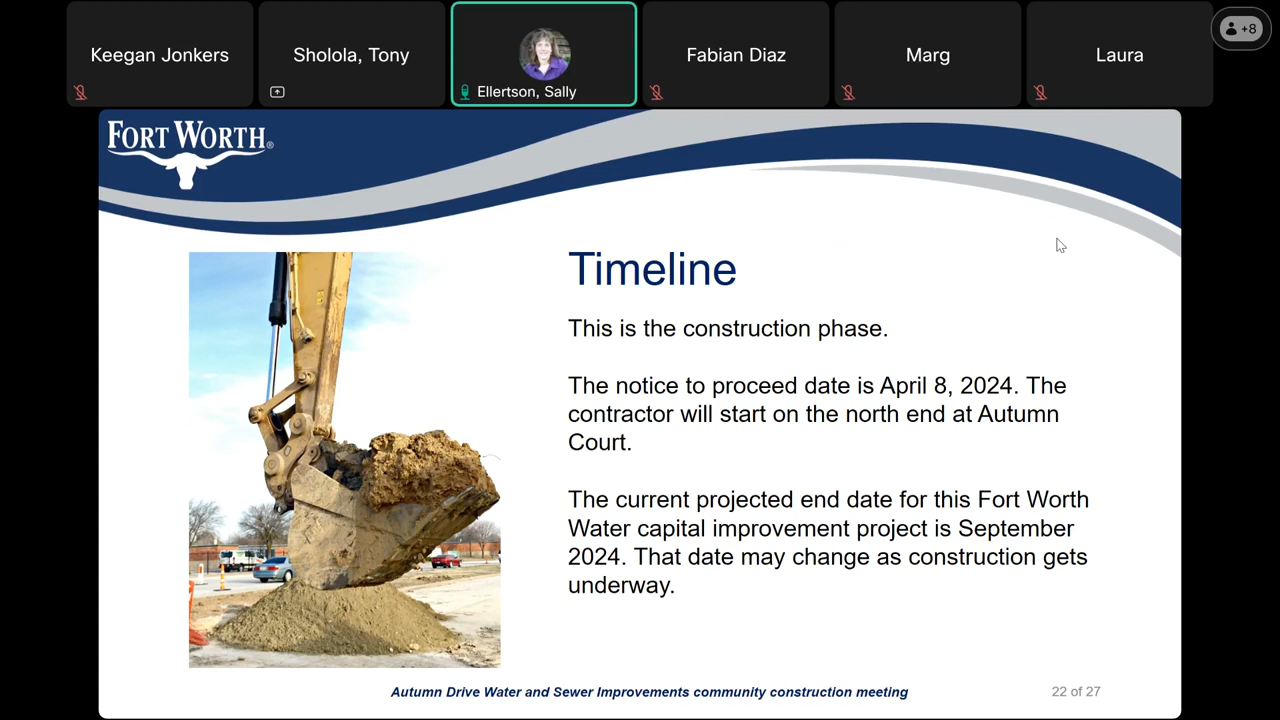 Keegan Jonkers
Sholola, Tony
Ellertson, Sally
Fabian Diaz
Marg
Laura
+8
FORT WORTH®
Timeline
This is the construction phase.
The notice to proceed date is April 8, 2024. The
contractor will start on the north end at Autumn
Court.
The current projected end date for this Fort Worth
Water capital improvement project is September
2024. That date may change as construction gets
underway.
Autumn Drive Water and Sewer Improvements community construction meeting
22 of 27